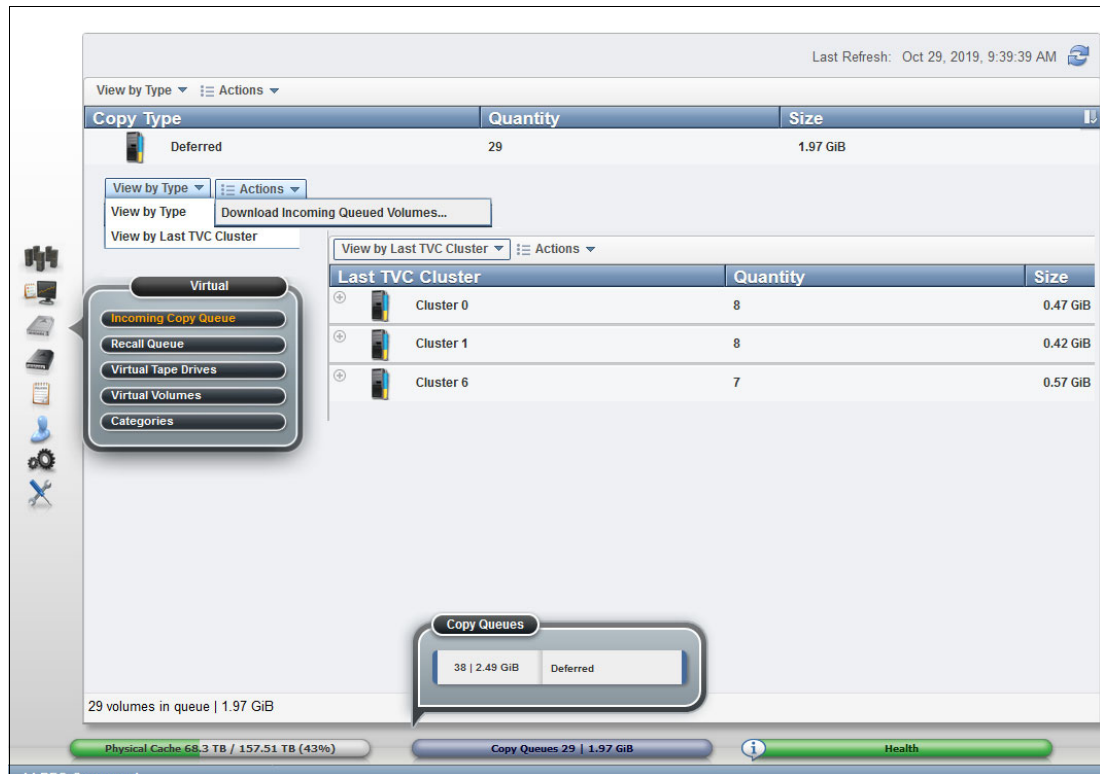 Last Refresh: Oct 29, 2019, 9:39:39 AM
View by Type Actions
Copy Type Quantity Size
Deferred 29 1.97 GiB
View by Type Actions
View by Type Download Incoming Queued Volumes...
View by Last TVC Cluster
View by Last TVC Cluster Actions
Last TVC Cluster Quantity Size
Virtual
Cluster 0 8 0.47 GiB
Incoming Copy Queue
Recall Queue
Cluster 1 8 0.42 GiB
Virtual Tape Drives
Cluster 6 7 0.57 GiB
Virtual Volumes
Categories
Copy Queues
38 | 2.49 GiB Deferred
29 volumes in queue | 1.97 GiB
Physical Cache 68.3 TB / 157.51 TB (43%) Copy Queues 29 | 1.97 GiB Health